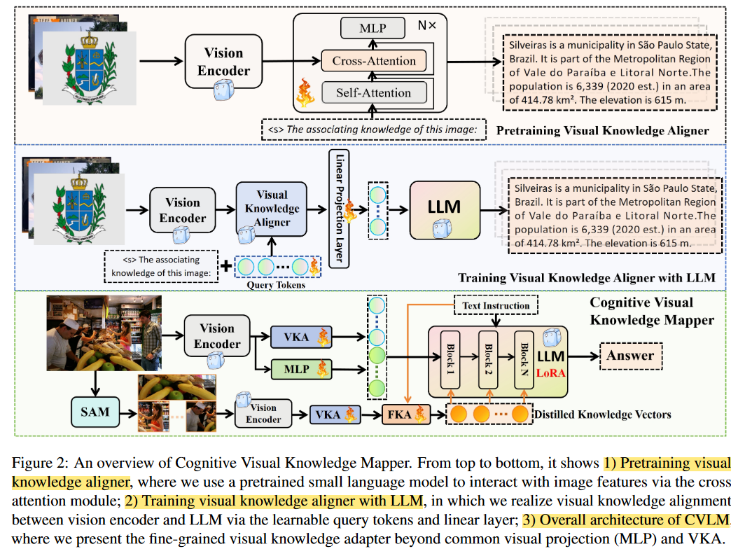 Vision
Encoder
MLP
N×
Cross-Attention
Self-Attention
<s> The associating knowledge of this image:
Silveiras is a municipality in São Paulo State,
Brazil. It is part of the Metropolitan Region
of Vale do Paraíba e Litoral Norte.The
population is 6,339 (2020 est.) in an area
of 414.78 km². The elevation is 615 m.
Pretraining Visual Knowledge Aligner
Vision
Encoder
Visual
Knowledge
Aligner
Linear Projection Layer
LLM
<s> The associating
knowledge of this image:
+
Query Tokens
Silveiras is a municipality in São Paulo State,
Brazil. It is part of the Metropolitan Region
of Vale do Paraíba e Litoral Norte.The
population is 6,339 (2020 est.) in an area
of 414.78 km². The elevation is 615 m.
Training Visual Knowledge Aligner with LLM
Cognitive Visual
Knowledge Mapper
Vision
Encoder
VKA
MLP
Text Instruction
Block 1
Block 2
Block N
LLM
LoRA
Answer
SAM
Vision
Encoder
VKA
FKA
Distilled Knowledge Vectors
Figure 2: An overview of Cognitive Visual Knowledge Mapper. From top to bottom, it shows 1) Pretraining visual
knowledge aligner, where we use a pretrained small language model to interact with image features via the cross
attention module; 2) Training visual knowledge aligner with LLM, in which we realize visual knowledge alignment
between vision encoder and LLM via the learnable query tokens and linear layer; 3) Overall architecture of CVLM,
where we present the fine-grained visual knowledge adapter beyond common visual projection (MLP) and VKA.